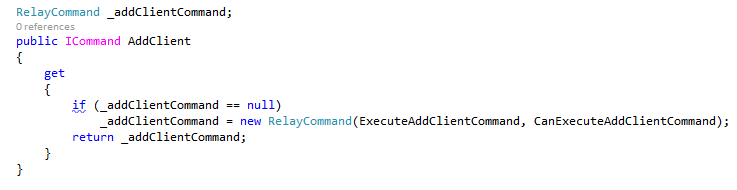 RelayCommand _addClientCommand;
0 references
public ICommand AddClient
{
    get
    {
        if (_addClientCommand == null)
            _addClientCommand = new RelayCommand(ExecuteAddClientCommand, CanExecuteAddClientCommand);
        return _addClientCommand;
    }
}